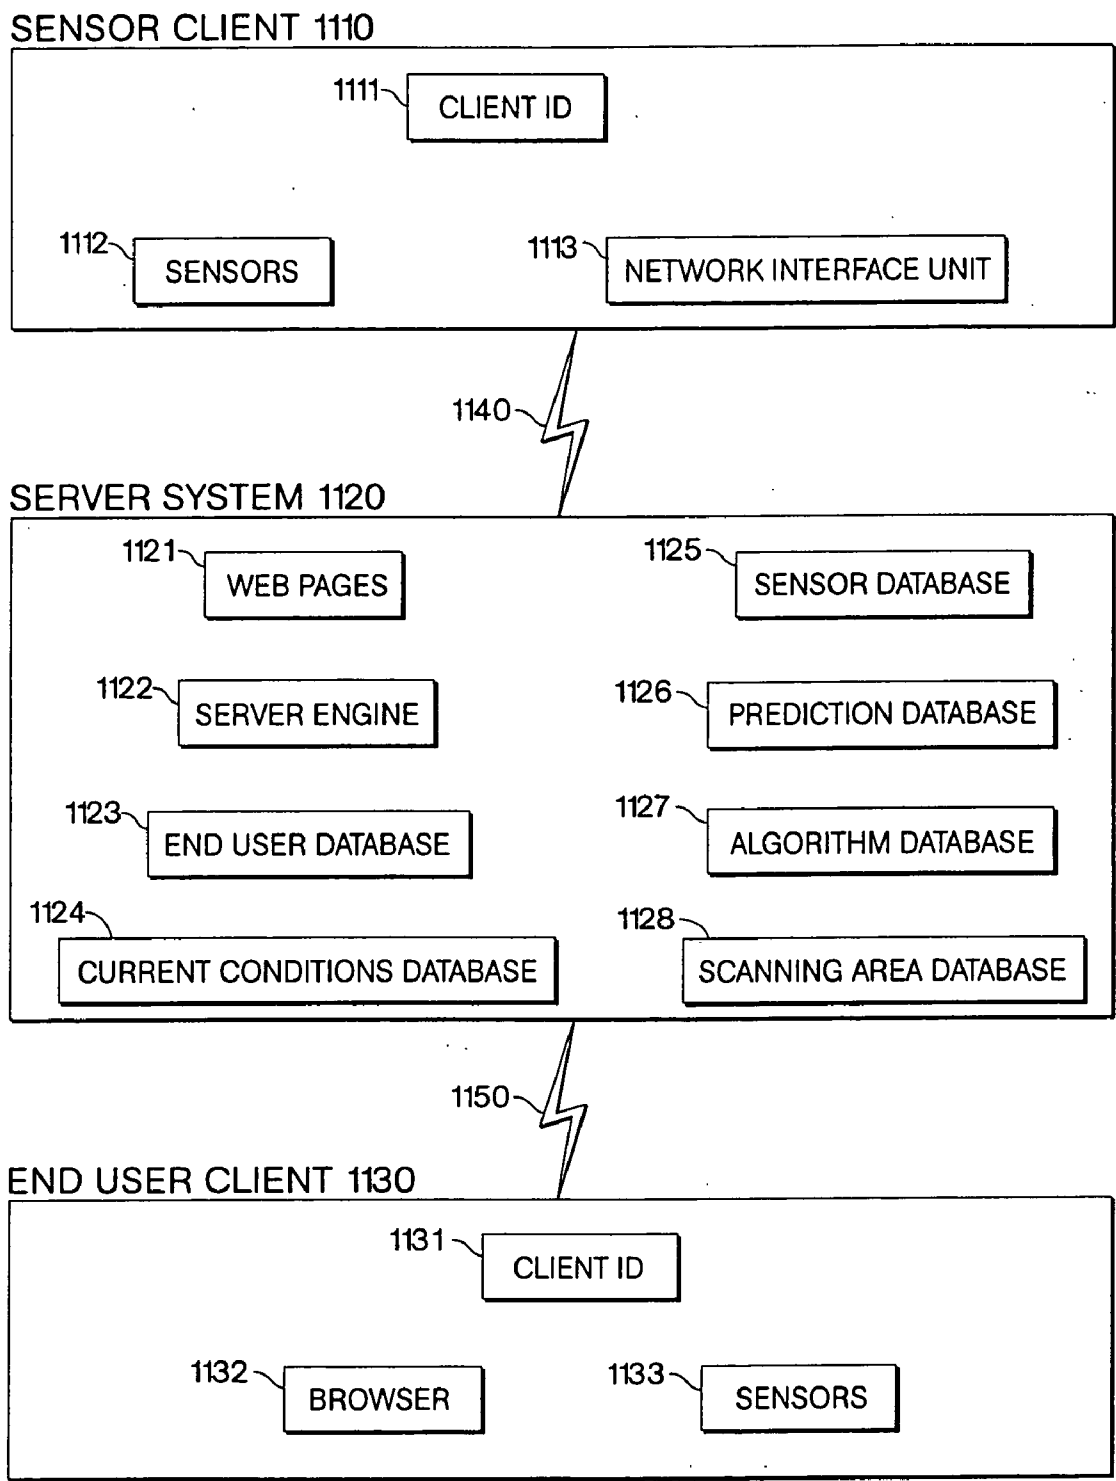 SENSOR CLIENT 1110
1111
CLIENT ID
1112
SENSORS
1113
NETWORK INTERFACE UNIT
1140
SERVER SYSTEM 1120
1121
WEB PAGES
1125
SENSOR DATABASE
1122
SERVER ENGINE
1126
PREDICTION DATABASE
1123
END USER DATABASE
1127
ALGORITHM DATABASE
1124
CURRENT CONDITIONS DATABASE
1128
SCANNING AREA DATABASE
1150
END USER CLIENT 1130
1131
CLIENT ID
1132
BROWSER
1133
SENSORS